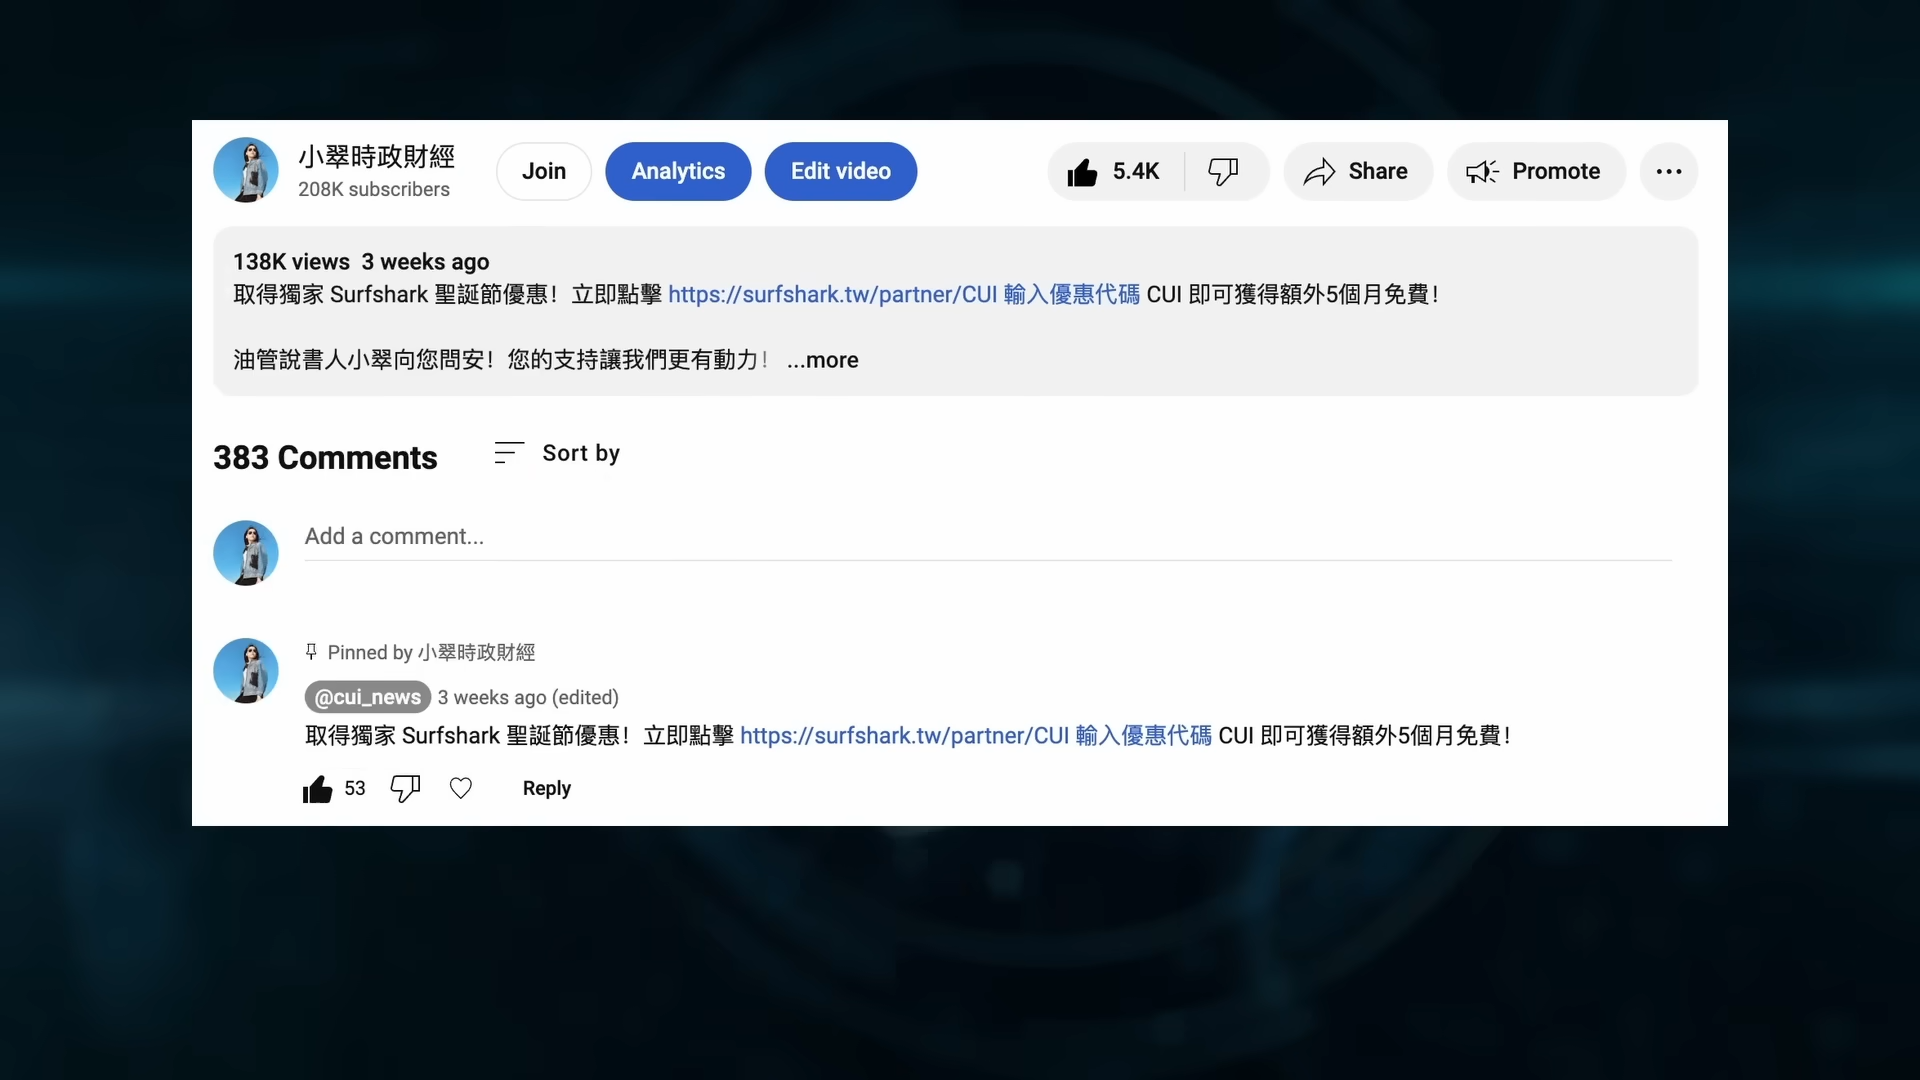 小翠時政財經
208K subscribers
Join
Analytics
Edit video
5.4K
Share
Promote
138K views 3 weeks ago
取得獨家 Surfshark 聖誕節優惠！立即點擊 https://surfshark.tw/partner/CUI 輸入優惠代碼 CUI 即可獲得額外5個月免費！
油管說書人小翠向您問安！您的支持讓我們更有動力！ ...more
383 Comments
Sort by
Add a comment...
Pinned by 小翠時政財經
@cui_news 3 weeks ago (edited)
取得獨家 Surfshark 聖誕節優惠！立即點擊 https://surfshark.tw/partner/CUI 輸入優惠代碼 CUI 即可獲得額外5個月免費！
53
Reply